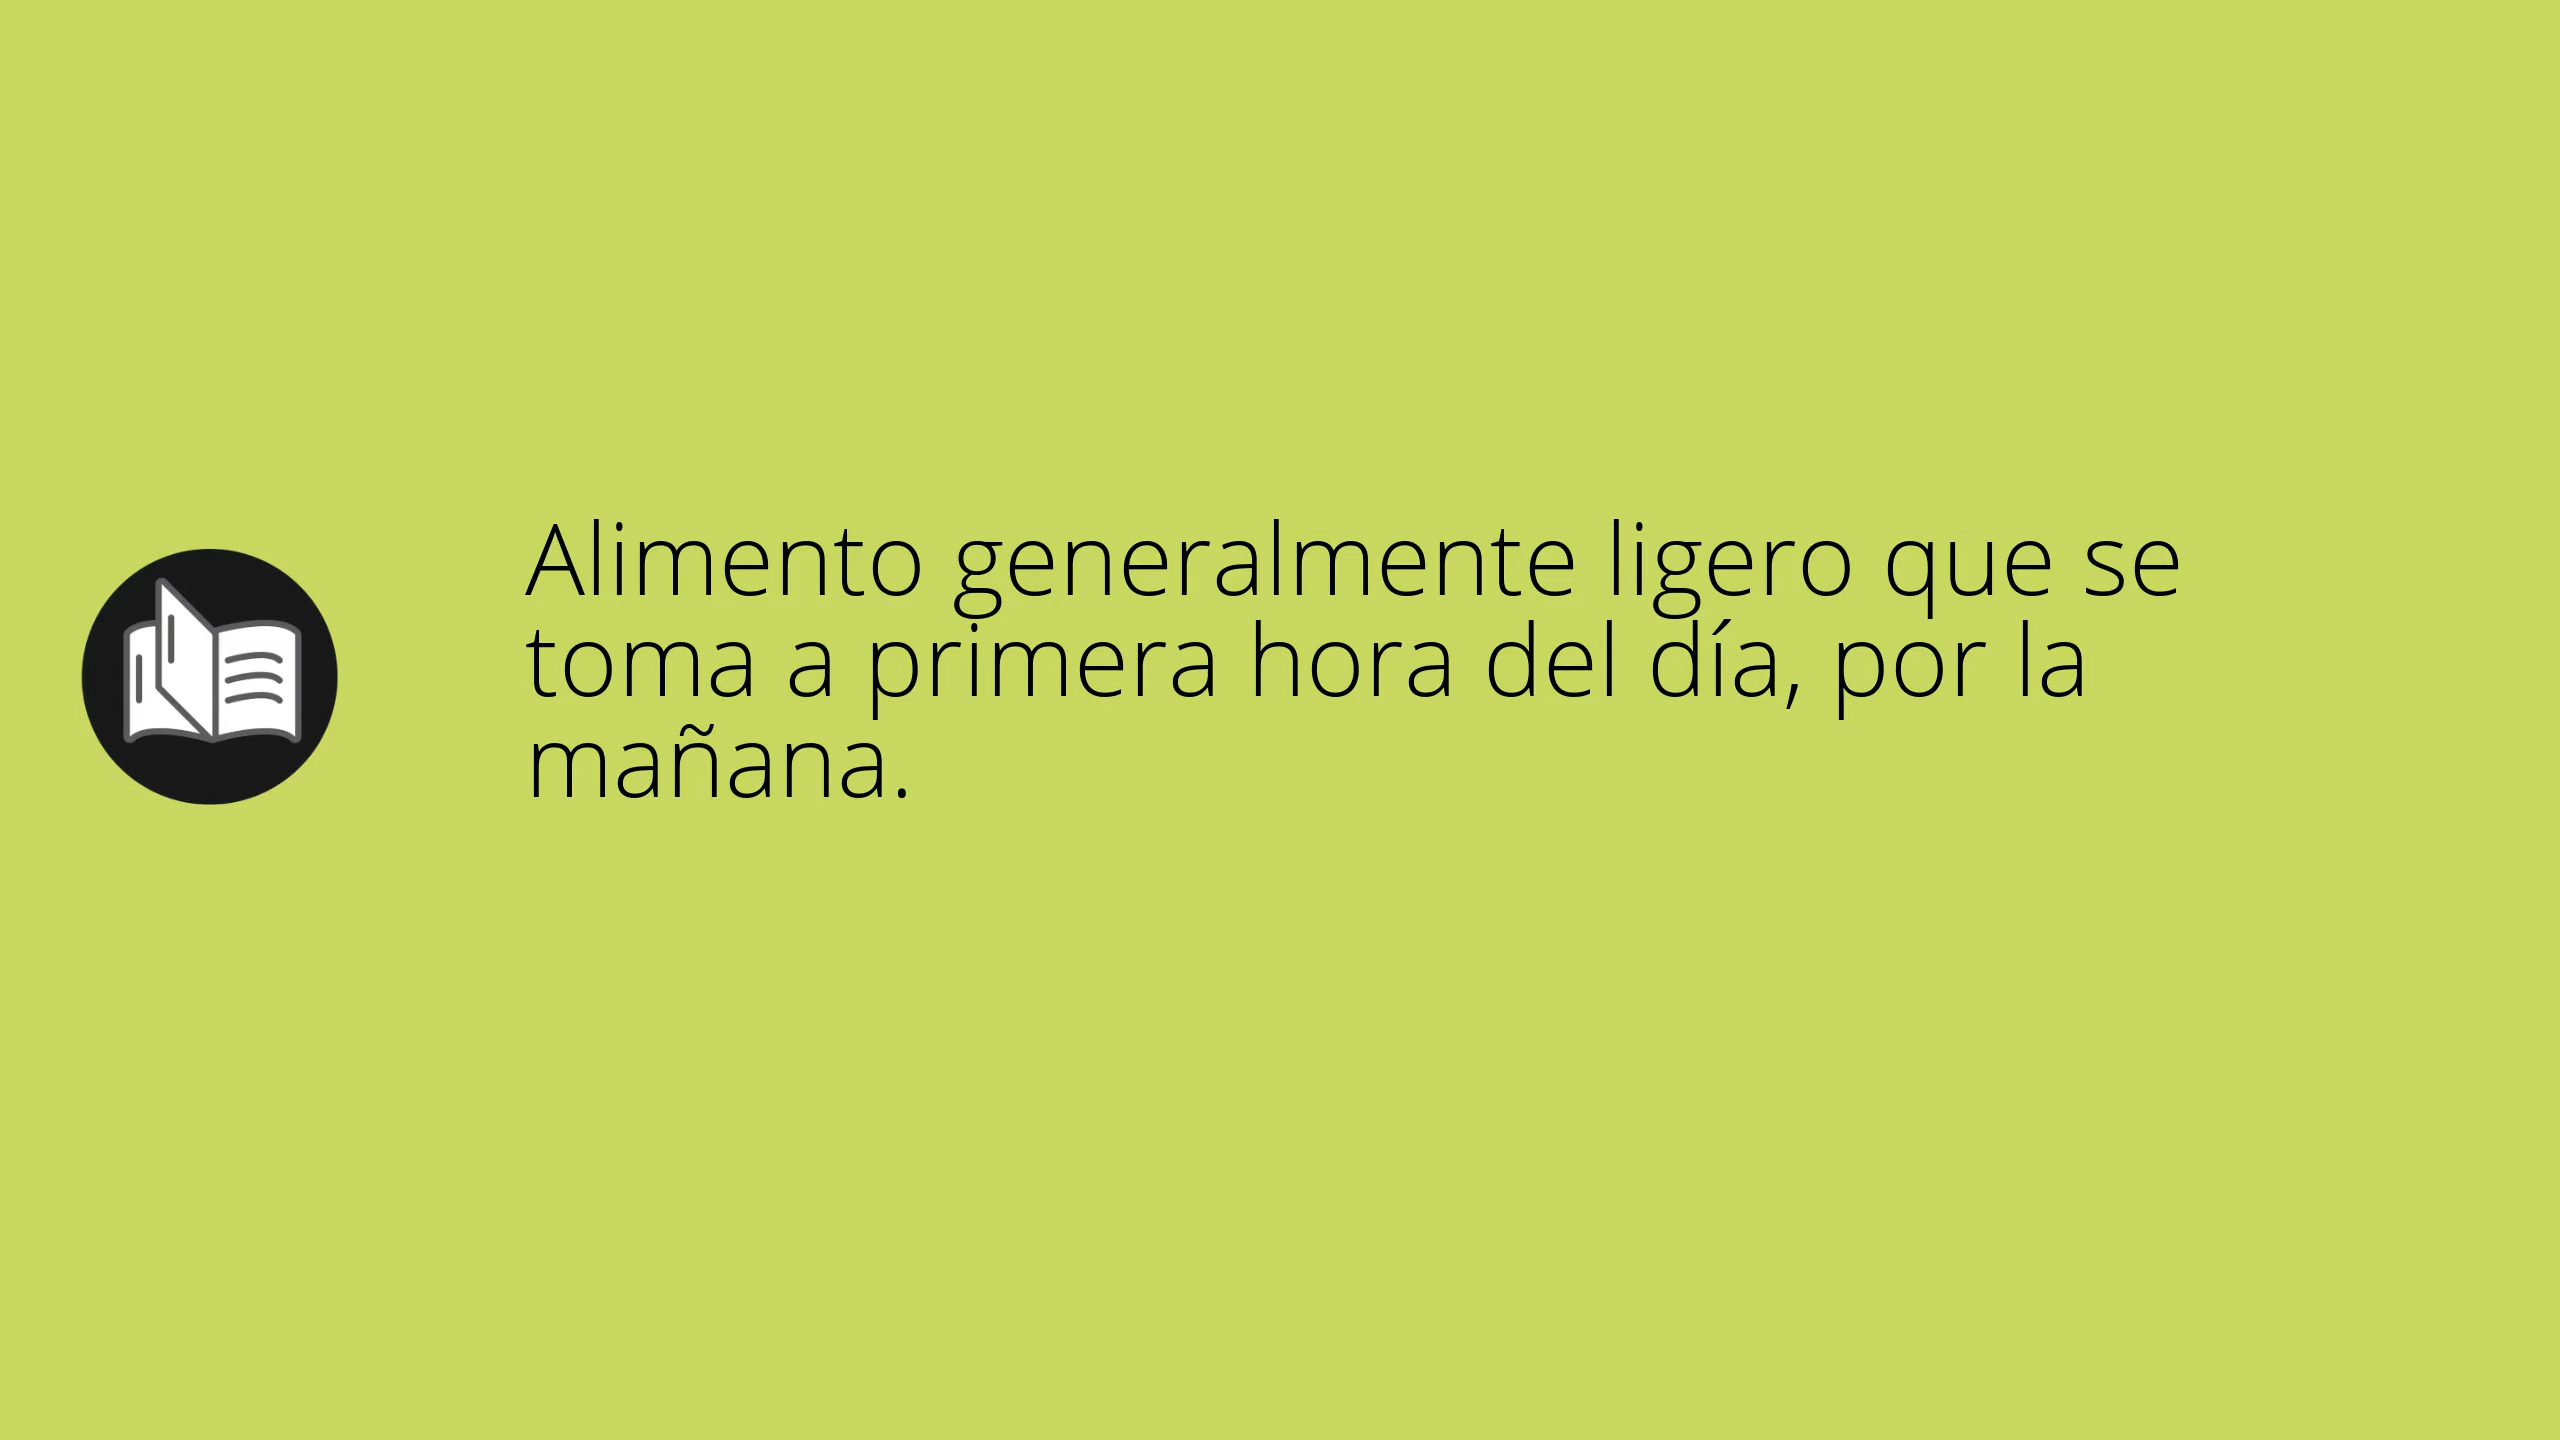 Alimento generalmente ligero que se
toma a primera hora del día, por la
mañana.